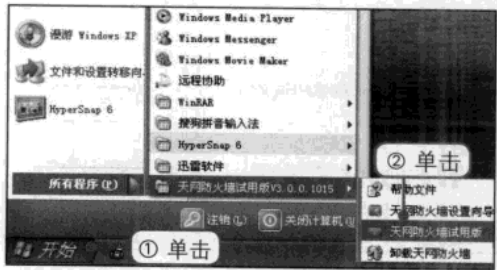 Windows Media Player
Windows Messenger
Windows Movie Maker
远程协助
WinRAR
搜狗拼音输入法
HyperSnap 6
迅雷软件
天网防火墙试用版V3.0.0.1015
漫游 Windows XP
文件和设置转移向
HyperSnap 6
所有程序(P)
注销(L)
关闭计算机(U
开始
① 单击
② 单击
帮助文件
天网防火墙设置向导
天网防火墙试用版
卸载天网防火墙